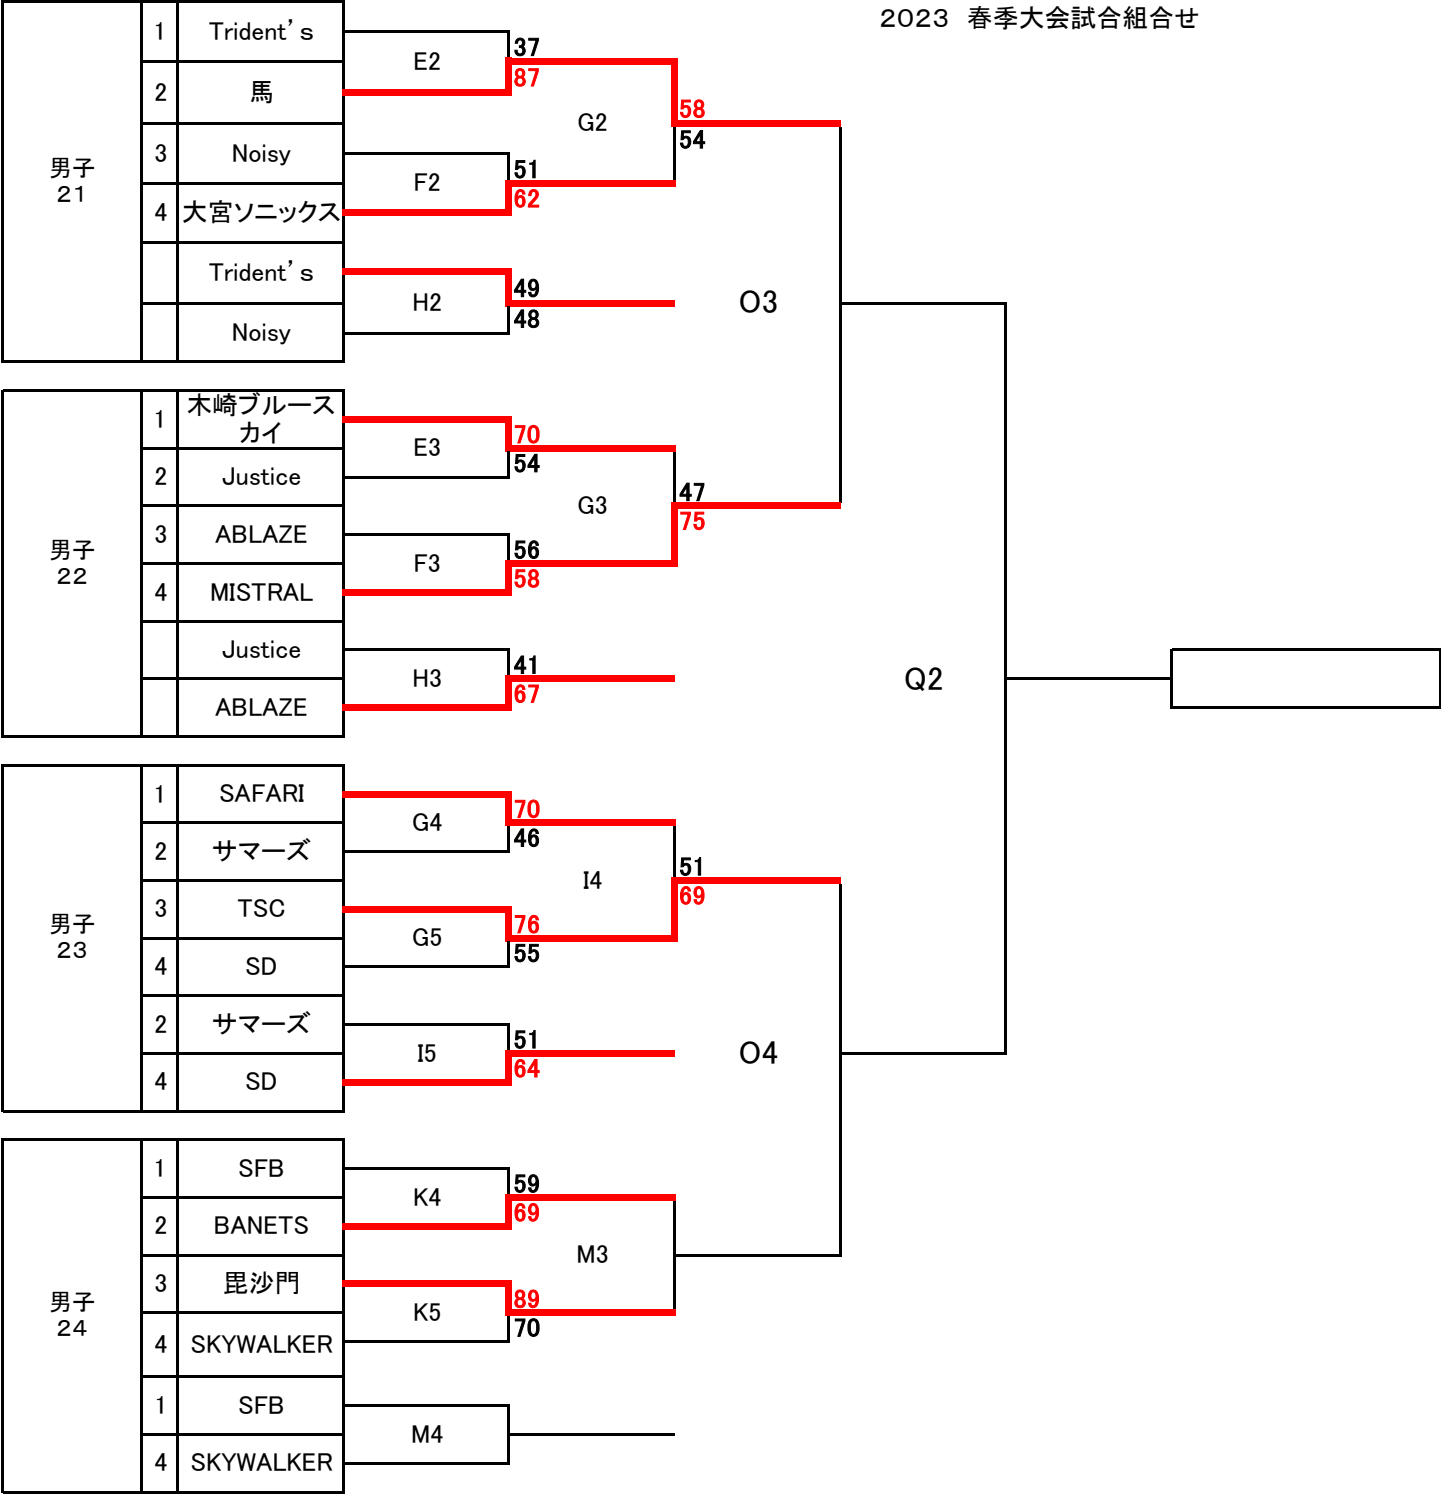 2023 春季大会試合組合せ
男子
21
1 Trident's
2 馬
3 Noisy
4 大宮ソニックス
Trident's
Noisy
E2
37
87
F2
51
62
H2
49
48
G2
58
54
男子
22
1 木崎ブルース
カイ
2 Justice
3 ABLAZE
4 MISTRAL
Justice
ABLAZE
E3
70
54
F3
56
58
H3
41
67
G3
47
75
O3
男子
23
1 SAFARI
2 サマーズ
3 TSC
4 SD
2 サマーズ
4 SD
G4
70
46
G5
76
55
I5
51
64
I4
51
69
男子
24
1 SFB
2 BANETS
3 毘沙門
4 SKYWALKER
1 SFB
4 SKYWALKER
K4
59
69
K5
89
70
M4
M3
O4
Q2